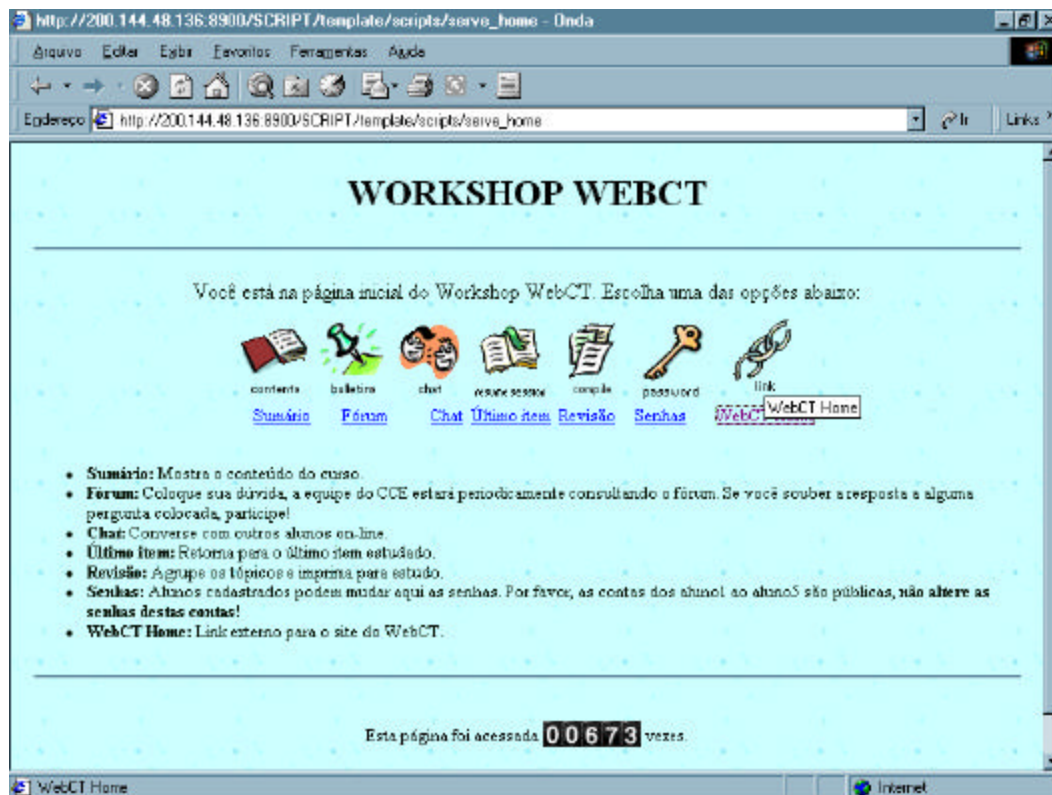 http://200.144.48.136:8900/SCRIPT/template/scripts/serve_home - Onda
Arquivo Editar Exibir Favoritos Ferramentas Ajuda
Endereço http://200.144.48.136:8900/SCRIPT/template/scripts/serve_home Ir Links
WORKSHOP WEBCT
Você está na página inicial do Workshop WebCT. Escolha uma das opções abaixo:
contents bulletins chat resume session compile password link
Sumário Fórum Chat Último item Revisão Senhas
WebCT Home
Sumário: Mostra o conteúdo do curso.
Fórum: Coloque sua dúvida, a equipe do CCE estará periodicamente consultando o fórum. Se você souber a resposta a alguma
pergunta colocada, participe!
Chat: Converse com outros alunos on-line.
Último item: Retorna para o último item estudado.
Revisão: Agrupe os tópicos e imprima para estudo.
Senhas: Alunos cadastrados podem mudar aqui as senhas. Por favor, as contas dos aluno1 ao aluno5 são públicas, não altere as
senhas destas contas!
WebCT Home: Link externo para o site do WebCT.
Esta página foi acessada 00673 vezes.
WebCT Home Internet